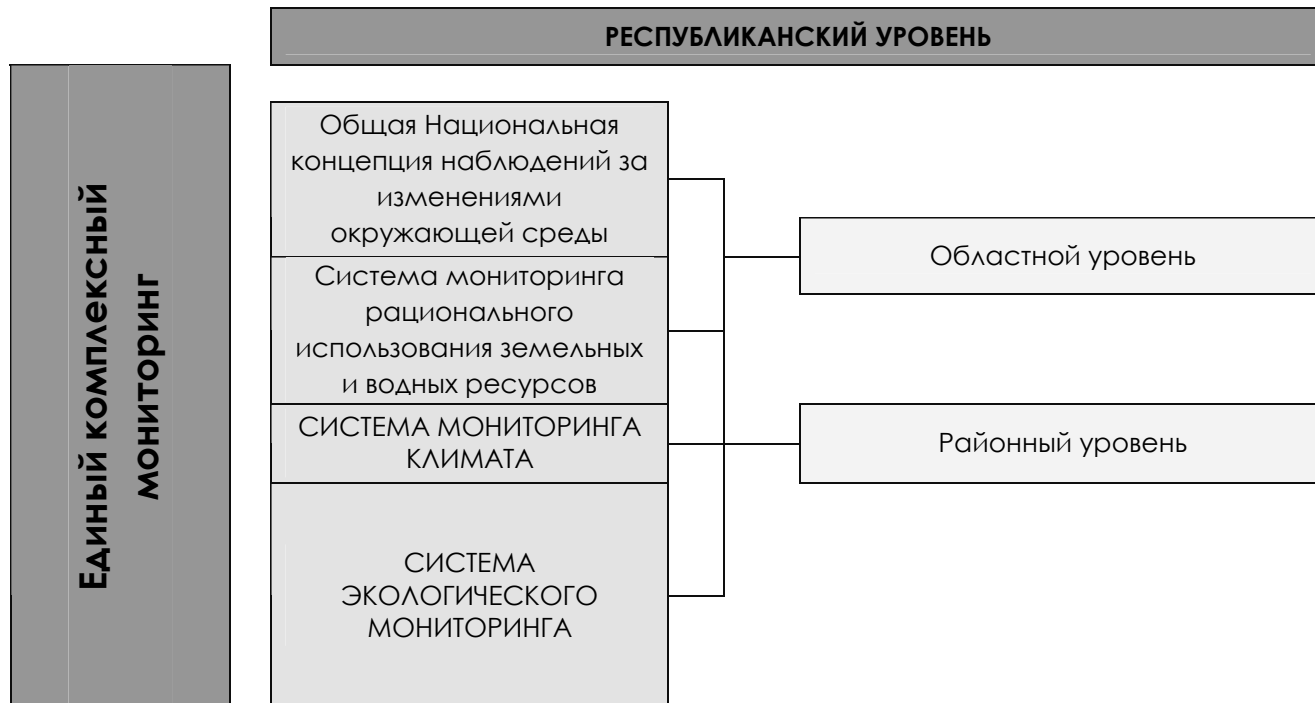 РЕСПУБЛИКАНСКИЙ УРОВЕНЬ
Единый комплексный
мониторинг
Общая Национальная
концепция наблюдений за
изменениями
окружающей среды
Система мониторинга
рационального
использования земельных
и водных ресурсов
СИСТЕМА МОНИТОРИНГА
КЛИМАТА
СИСТЕМА
ЭКОЛОГИЧЕСКОГО
МОНИТОРИНГА
Областной уровень
Районный уровень